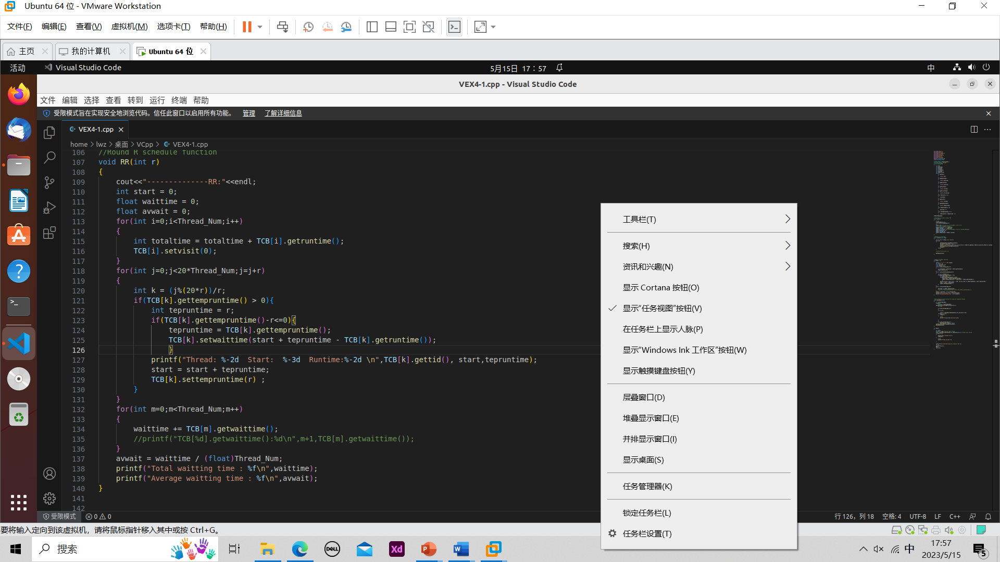 Ubuntu 64 位 - VMware Workstation
文件(F) 编辑(E) 查看(V) 虚拟机(M) 选项卡(T) 帮助(H)
主页 我的计算机 Ubuntu 64 位
活动 Visual Studio Code 5月15日 17：57 中
VEX4-1.cpp - Visual Studio Code
文件 编辑 选择 查看 转到 运行 终端 帮助
受限模式旨在实现安全地浏览代码。信任此窗口以启用所有功能。 管理 了解详细信息
VEX4-1.cpp
home > lwz > 桌面 > VCpp > VEX4-1.cpp
106 //Round R schedule function
107 void RR(int r)
108 {
109 cout<<"--------------RR:"<<endl;
110 int start = 0;
111 float waittime = 0;
112 float avwait = 0;
113 for(int i=0;i<Thread_Num;i++)
114 {
115 int totaltime = totaltime + TCB[i].getruntime();
116 TCB[i].setvisit(0);
117 }
118 for(int j=0;j<20*Thread_Num;j=j+r)
119 {
120 int k = (j%(20*r))/r;
121 if(TCB[k].gettempruntime() > 0){
122 int tepruntime = r;
123 if(TCB[k].gettempruntime()-r<=0){
124 tepruntime = TCB[k].gettempruntime();
125 TCB[k].setwaittime(start + tepruntime - TCB[k].getruntime());
126 }
127 printf("Thread: %-2d  Start:  %-3d  Runtime:%-2d \n",TCB[k].gettid(), start,tepruntime);
128 start = start + tepruntime;
129 TCB[k].settempruntime(r) ;
130 }
131 }
132 for(int m=0;m<Thread_Num;m++)
133 {
134 waittime += TCB[m].getwaittime();
135 //printf("TCB[%d].getwaittime():%d\n",m+1,TCB[m].getwaittime());
136 }
137 avwait = waittime / (float)Thread_Num;
138 printf("Total waitting time : %f\n",waittime);
139 printf("Average waitting time : %f\n",avwait);
140 }
141
142
工具栏(T)
搜索(H)
资讯和兴趣(N)
显示 Cortana 按钮(O)
显示“任务视图”按钮(V)
在任务栏上显示人脉(P)
显示“Windows Ink 工作区”按钮(W)
显示触摸键盘按钮(Y)
层叠窗口(D)
堆叠显示窗口(E)
并排显示窗口(I)
显示桌面(S)
任务管理器(K)
锁定任务栏(L)
任务栏设置(T)
受限模式 0 0 行 126，列 18 空格: 4 UTF-8 LF C++
要将输入定向到该虚拟机，请将鼠标指针移入其中或按 Ctrl+G。
搜索 DELL Xd P W 中 17:57
2023/5/15 5